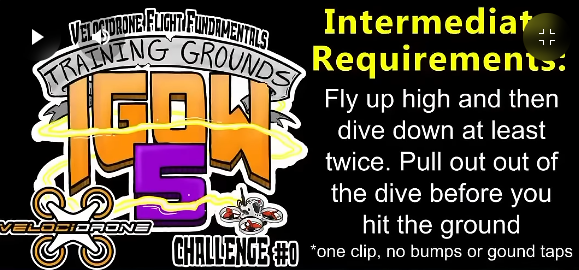 VELOCIDRONE FLIGHT FUNDAMENTALS
TRAINING GROUNDS
IGOW
5
VELOCIDRONE
CHALLENGE #0
Intermediate
Requirements:
Fly up high and then
dive down at least
twice. Pull out out of
the dive before you
hit the ground
*one clip, no bumps or gound taps